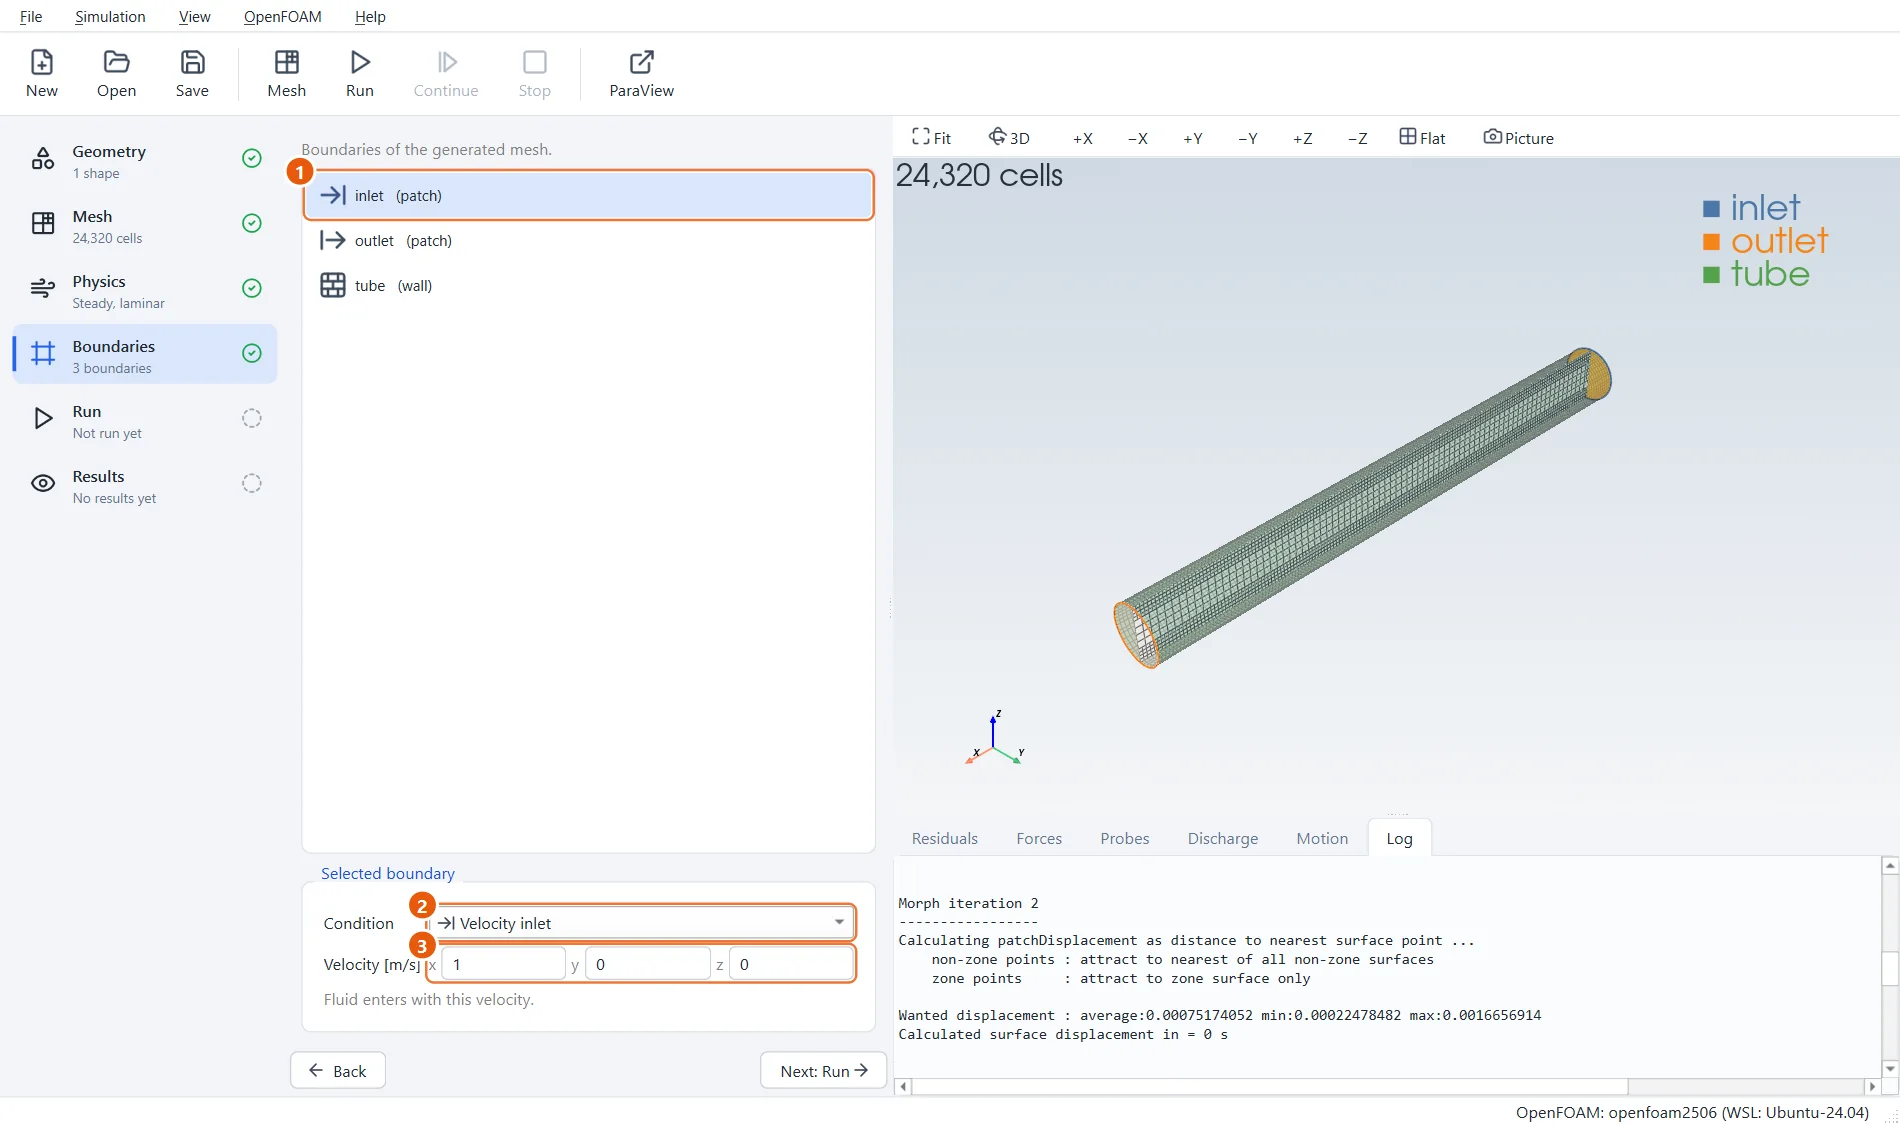 File Simulation View OpenFOAM Help
New Open Save Mesh Run Continue Stop ParaView
Geometry
1 shape
Mesh
24,320 cells
Physics
Steady, laminar
Boundaries
3 boundaries
Run
Not run yet
Results
No results yet
Boundaries of the generated mesh.
1
inlet (patch)
outlet (patch)
tube (wall)
Selected boundary
2
Condition Velocity inlet
3
Velocity [m/s] x 1 y 0 z 0
Fluid enters with this velocity.
Back Next: Run
Fit 3D +X −X +Y −Y +Z −Z Flat Picture
24,320 cells
inlet
outlet
tube
Z
X Y
Residuals Forces Probes Discharge Motion Log
Morph iteration 2
-----------------
Calculating patchDisplacement as distance to nearest surface point ...
non-zone points : attract to nearest of all non-zone surfaces
zone points : attract to zone surface only
Wanted displacement : average:0.00075174052 min:0.00022478482 max:0.0016656914
Calculated surface displacement in = 0 s
OpenFOAM: openfoam2506 (WSL: Ubuntu-24.04)